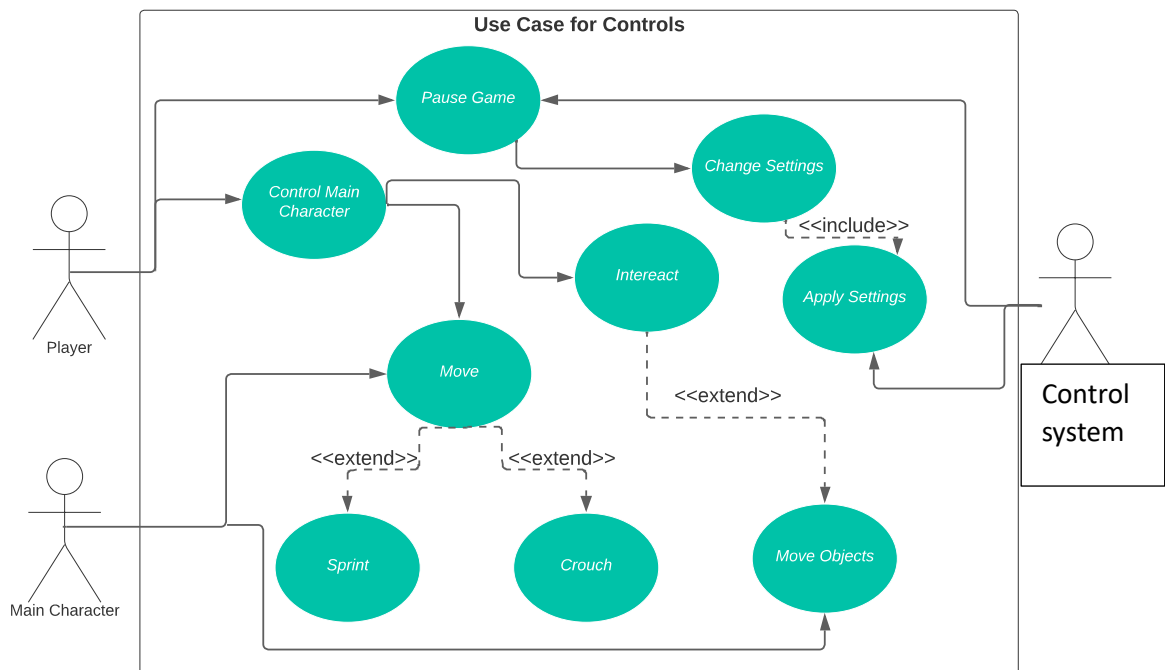 Use Case for Controls
Pause Game
Change Settings
Control Main
Character
<<include>>
Intereact
Apply Settings
Player
Move
<<extend>>
Control
system
<<extend>>
<<extend>>
Sprint
Crouch
Move Objects
Main Character